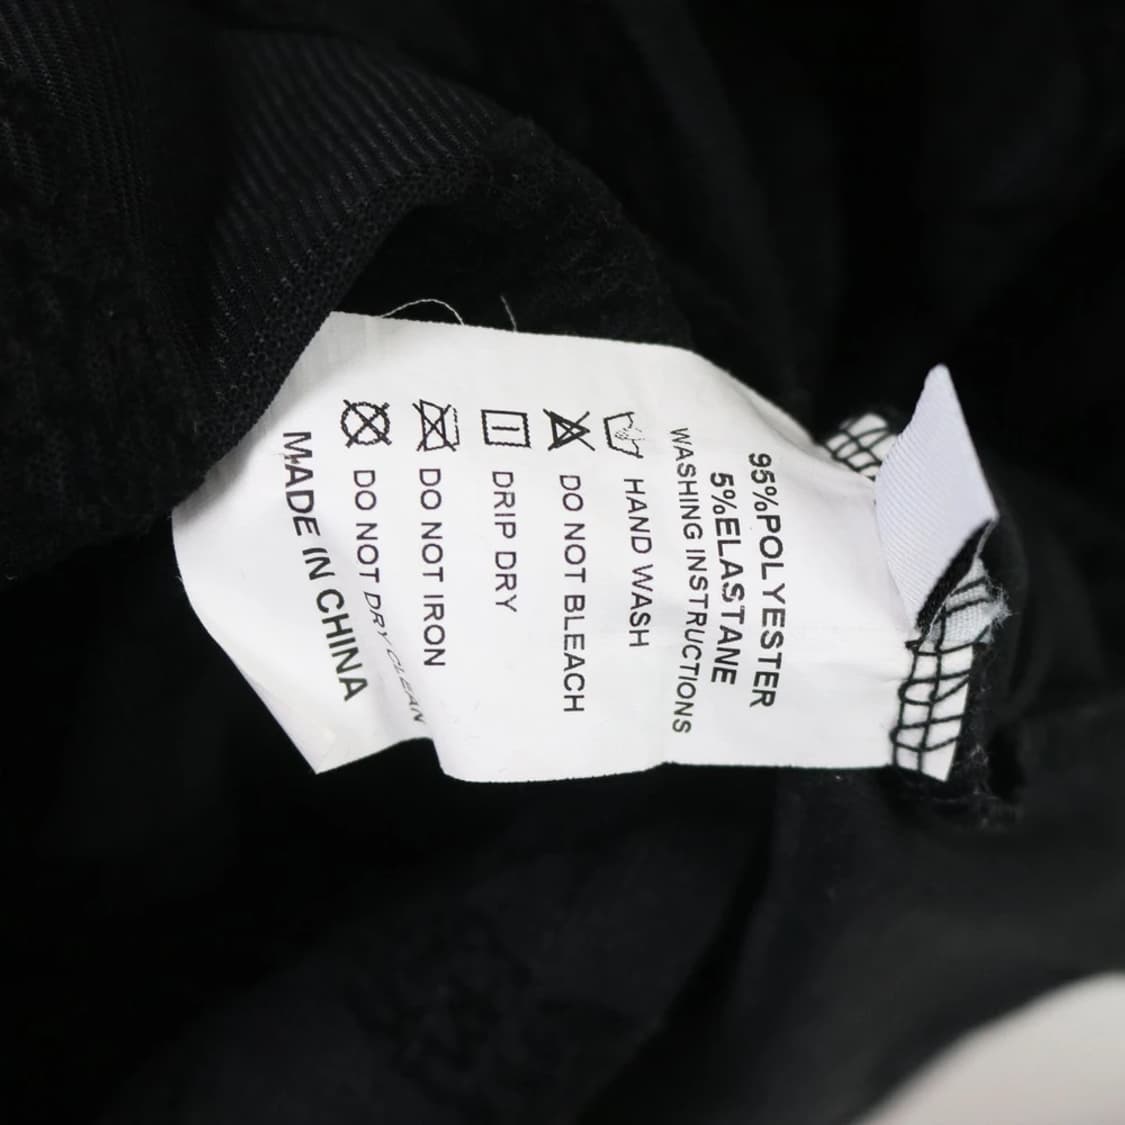 95%POLYESTER
5%ELASTANE
WASHING INSTRUCTIONS
HAND WASH
DO NOT BLEACH
DRIP DRY
DO NOT IRON
DO NOT DRY CLEAN
MADE IN CHINA